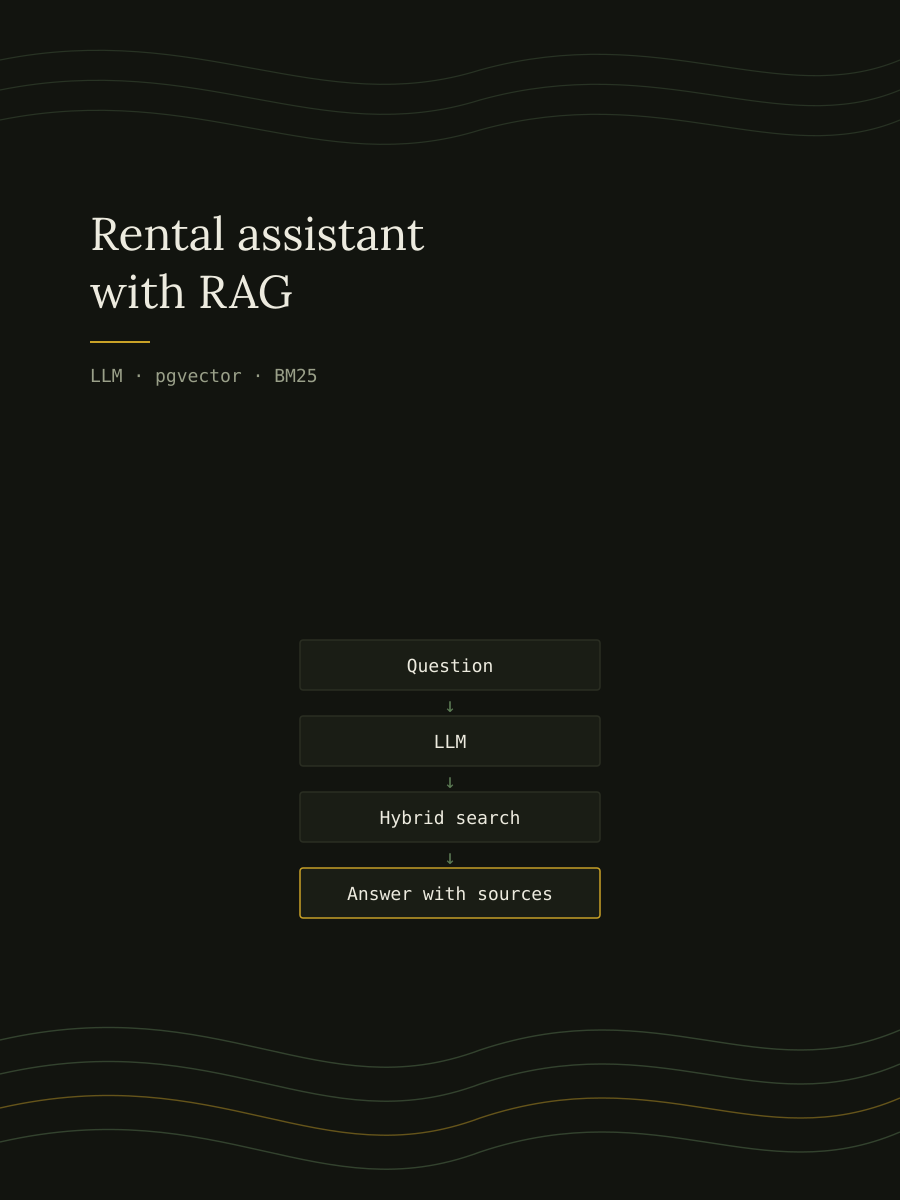 Rental assistant
with RAG
LLM · pgvector · BM25
Question
↓
LLM
↓
Hybrid search
↓
Answer with sources